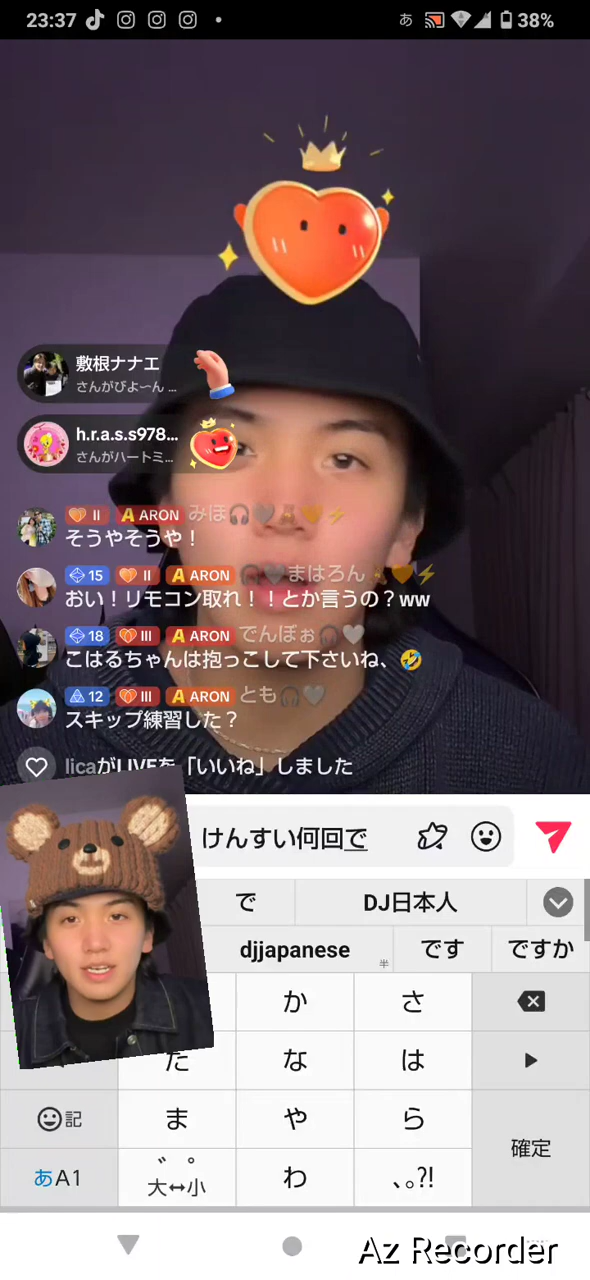 23:37
あ
38%
敷根ナナエ
さんがぴよーん ...
h.r.a.s.s978...
さんがハートミ...
II A ARON みほ🎧🩶🧸💛⚡
そうやそうや！
15 II A ARON 🎧🩶まはろん🧸💛⚡
おい！リモコン取れ！！とか言うの？ww
18 III A ARON でんぼぉ🎧🩶
こはるちゃんは抱っこして下さいね、🤣
12 III A ARON とも🎧🩶
スキップ練習した？
licaがLIVEを「いいね」しました
けんすい何回で
で DJ日本人
djjapanese 半 です ですか
か さ
た な は
記 ま や ら 確定
あA1 大↔小 わ 、。?!
Az Recorder